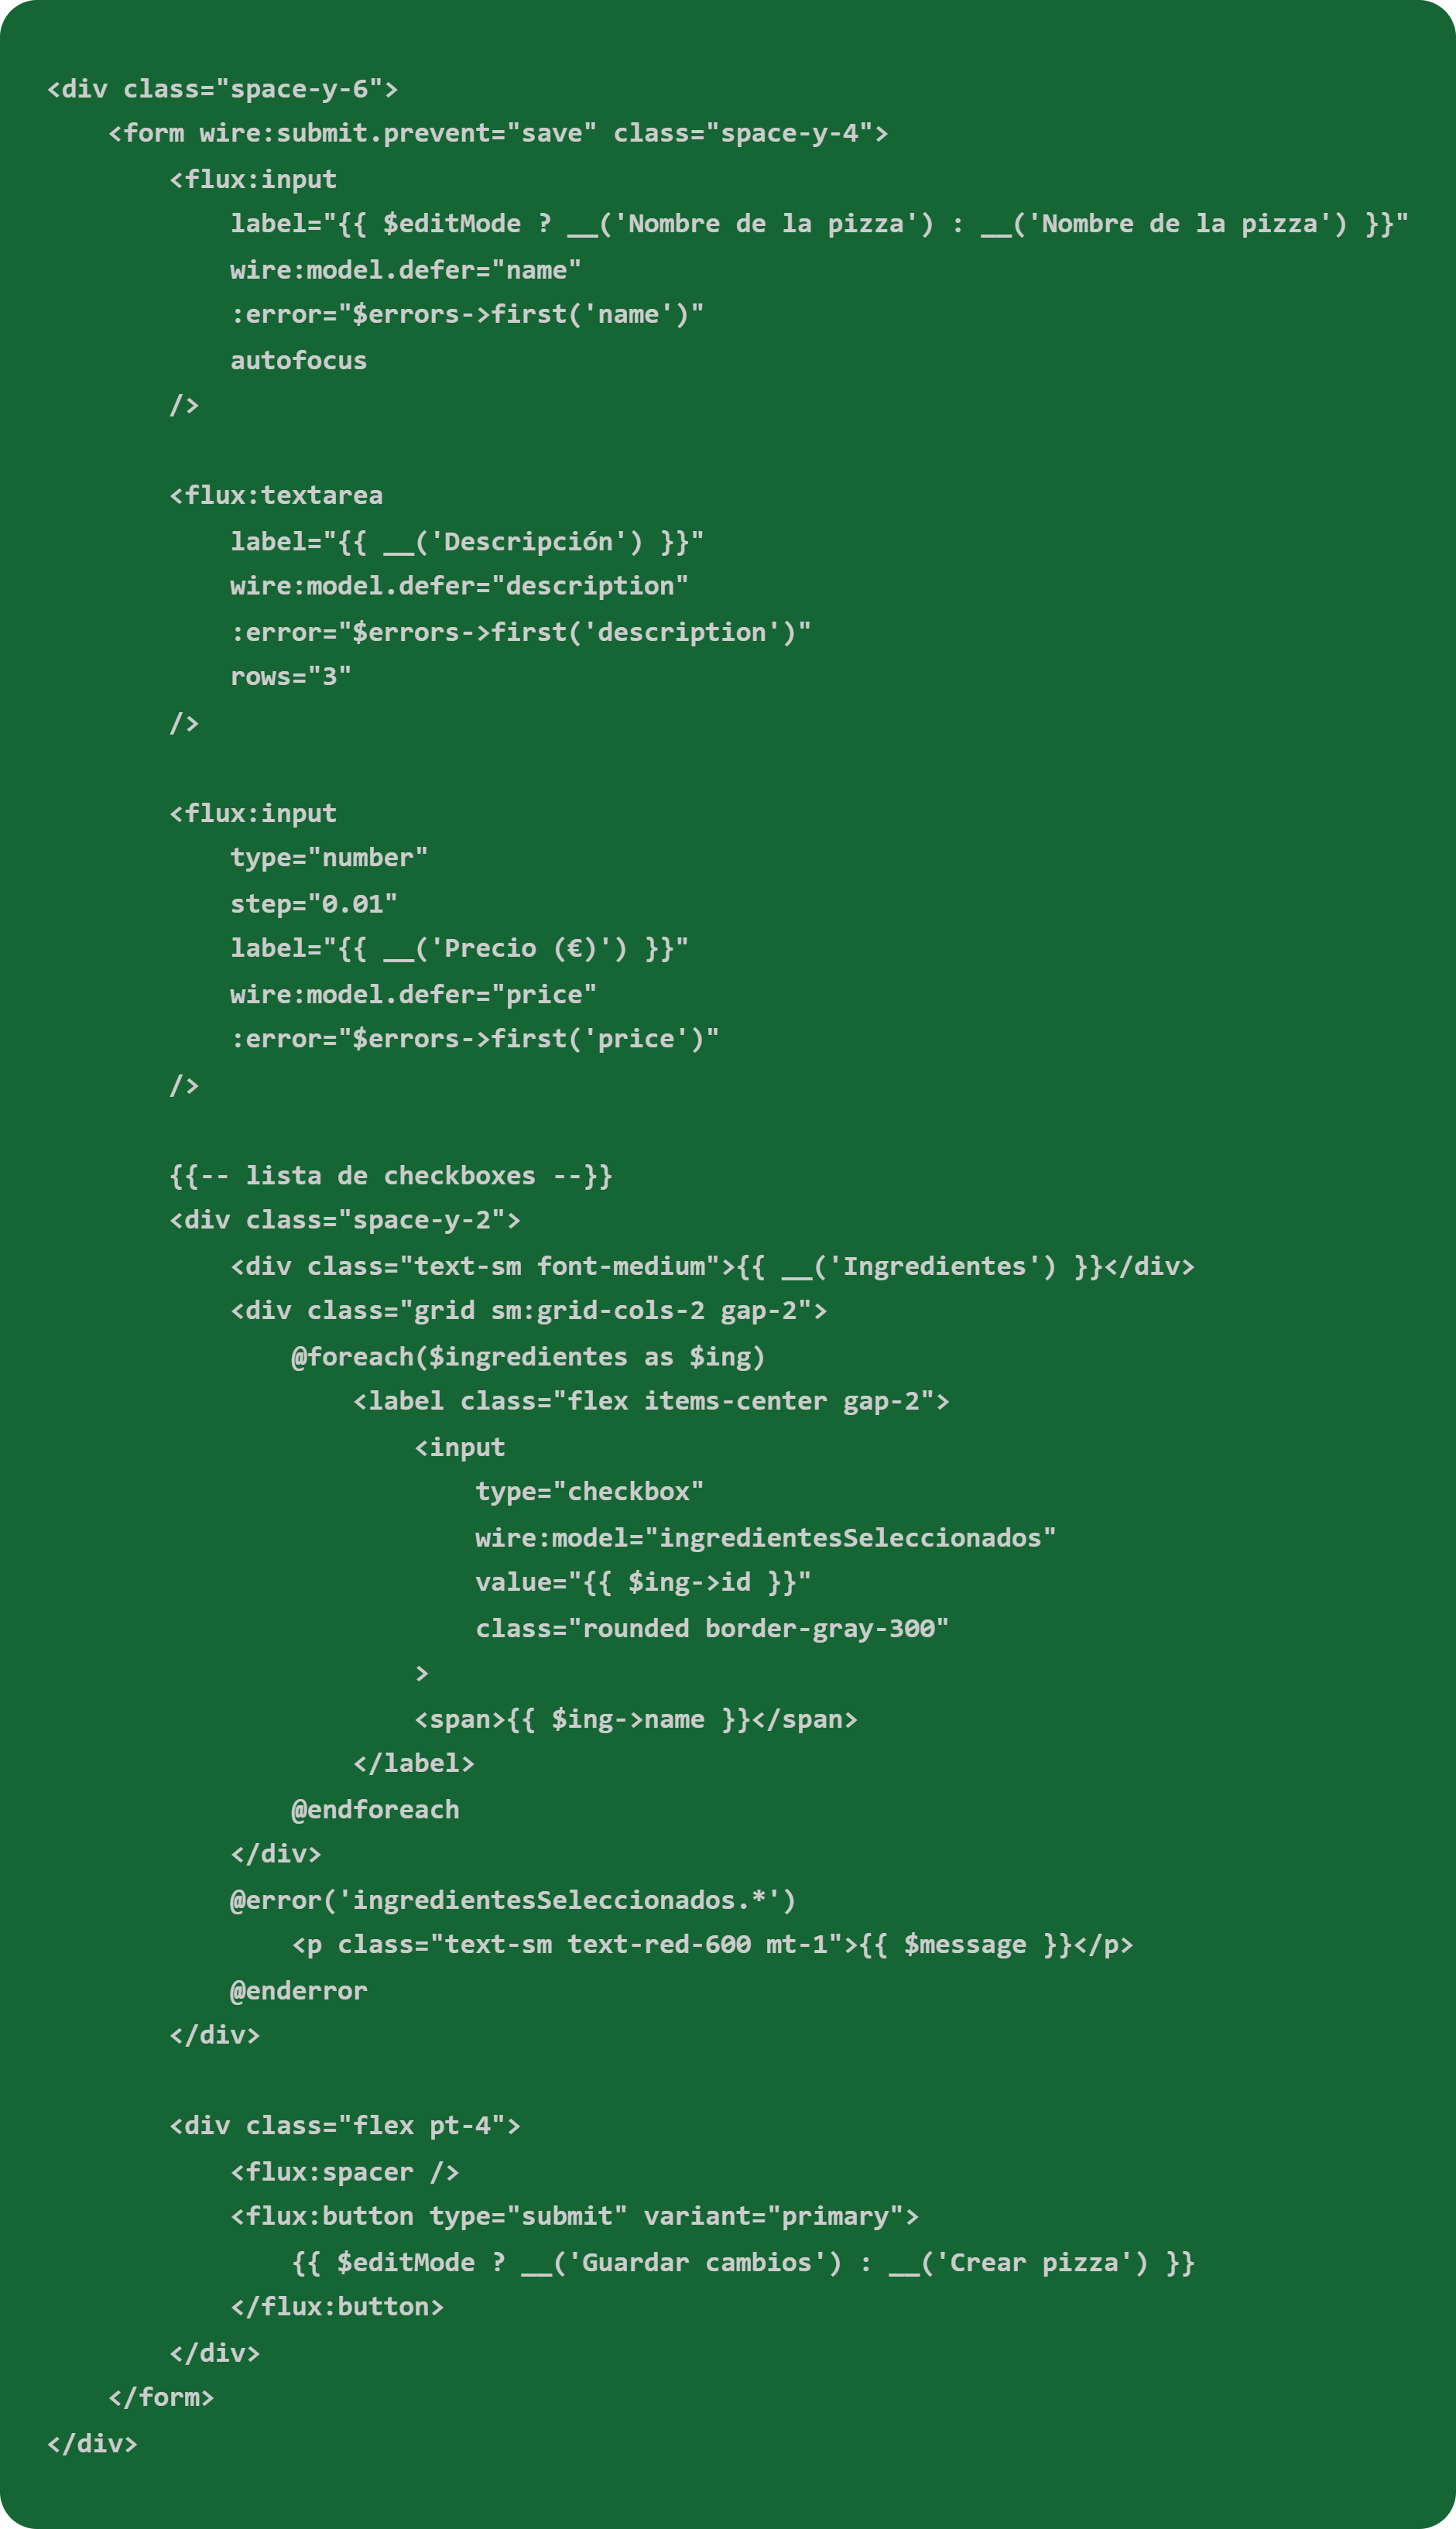 <div class="space-y-6">
    <form wire:submit.prevent="save" class="space-y-4">
        <flux:input
            label="{{ $editMode ? __('Nombre de la pizza') : __('Nombre de la pizza') }}"
            wire:model.defer="name"
            :error="$errors->first('name')"
            autofocus
        />

        <flux:textarea
            label="{{ __('Descripción') }}"
            wire:model.defer="description"
            :error="$errors->first('description')"
            rows="3"
        />

        <flux:input
            type="number"
            step="0.01"
            label="{{ __('Precio (€)') }}"
            wire:model.defer="price"
            :error="$errors->first('price')"
        />

        {{-- lista de checkboxes --}}
        <div class="space-y-2">
            <div class="text-sm font-medium">{{ __('Ingredientes') }}</div>
            <div class="grid sm:grid-cols-2 gap-2">
                @foreach($ingredientes as $ing)
                    <label class="flex items-center gap-2">
                        <input
                            type="checkbox"
                            wire:model="ingredientesSeleccionados"
                            value="{{ $ing->id }}"
                            class="rounded border-gray-300"
                        >
                        <span>{{ $ing->name }}</span>
                    </label>
                @endforeach
            </div>
            @error('ingredientesSeleccionados.*')
                <p class="text-sm text-red-600 mt-1">{{ $message }}</p>
            @enderror
        </div>

        <div class="flex pt-4">
            <flux:spacer />
            <flux:button type="submit" variant="primary">
                {{ $editMode ? __('Guardar cambios') : __('Crear pizza') }}
            </flux:button>
        </div>
    </form>
</div>